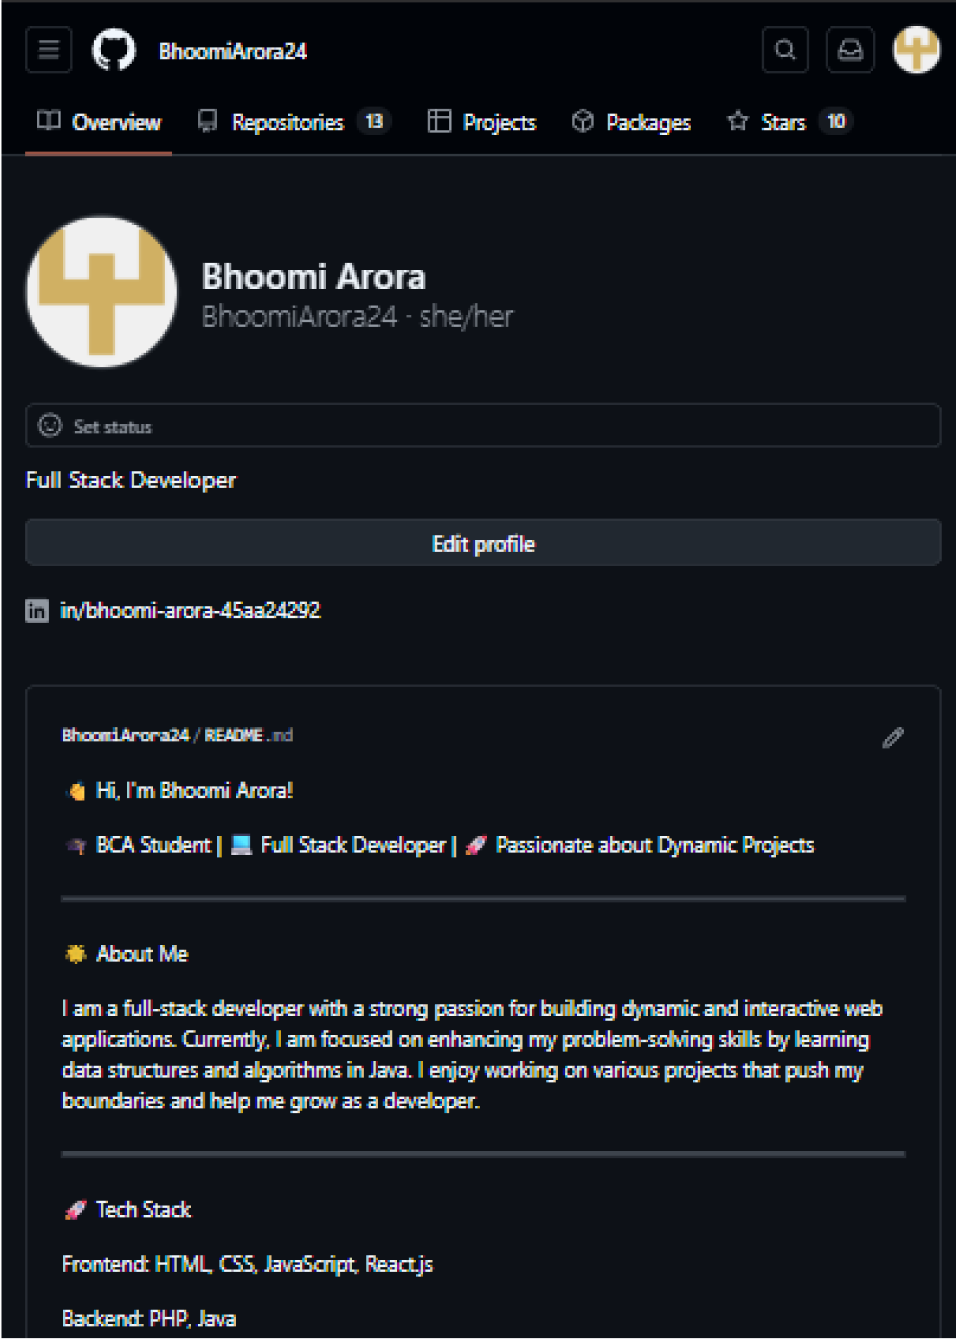 BhoomiArora24
Overview Repositories 13 Projects Packages Stars 10
Bhoomi Arora
BhoomiArora24 · she/her
Set status
Full Stack Developer
Edit profile
in in/bhoomi-arora-45aa24292
BhoomiArora24 / README.md
Hi, I'm Bhoomi Arora!
BCA Student | 💻 Full Stack Developer | 🚀 Passionate about Dynamic Projects
About Me
I am a full-stack developer with a strong passion for building dynamic and interactive web
applications. Currently, I am focused on enhancing my problem-solving skills by learning
data structures and algorithms in Java. I enjoy working on various projects that push my
boundaries and help me grow as a developer.
🚀 Tech Stack
Frontend: HTML, CSS, JavaScript, React.js
Backend: PHP, Java